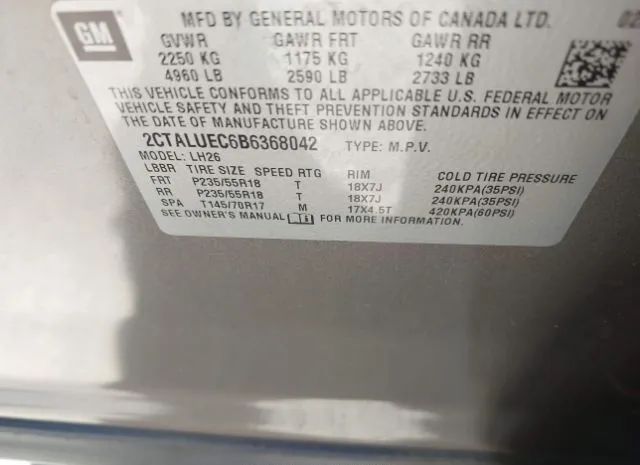 GM
MFD BY GENERAL MOTORS OF CANADA LTD. 02
GVWR GAWR FRT GAWR RR
2250 KG 1175 KG 1240 KG
4960 LB 2590 LB 2733 LB
THIS VEHICLE CONFORMS TO ALL APPLICABLE U.S. FEDERAL MOTOR
VEHICLE SAFETY AND THEFT PREVENTION STANDARDS IN EFFECT ON
THE DATE OF MANUFACTURE SHOWN ABOVE.
2CTALUEC6B6368042 TYPE: M.P.V.
MODEL: LH26
LBBR TIRE SIZE SPEED RTG RIM COLD TIRE PRESSURE
FRT P235/55R18 T 18X7J 240KPA(35PSI)
RR P235/55R18 T 18X7J 240KPA(35PSI)
SPA T145/70R17 M 17X4.5T 420KPA(60PSI)
SEE OWNER'S MANUAL FOR MORE INFORMATION.